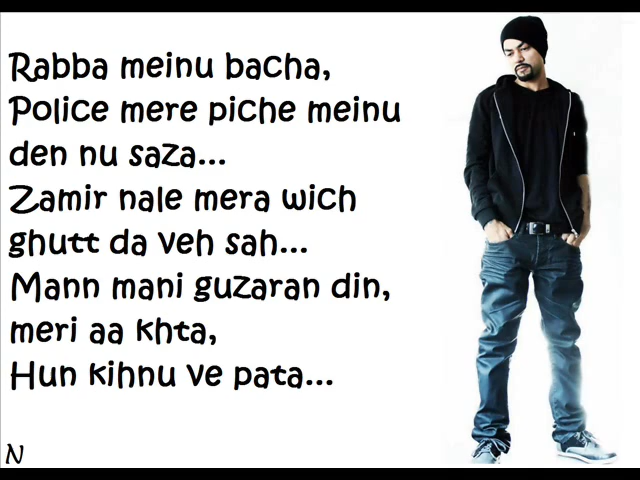 Rabba meinu bacha,
Police mere piche meinu
den nu saza...
Zamir nale mera wich
ghutt da veh sah...
Mann mani guzaran din,
meri aa khta,
Hun kihnu ve pata...
N